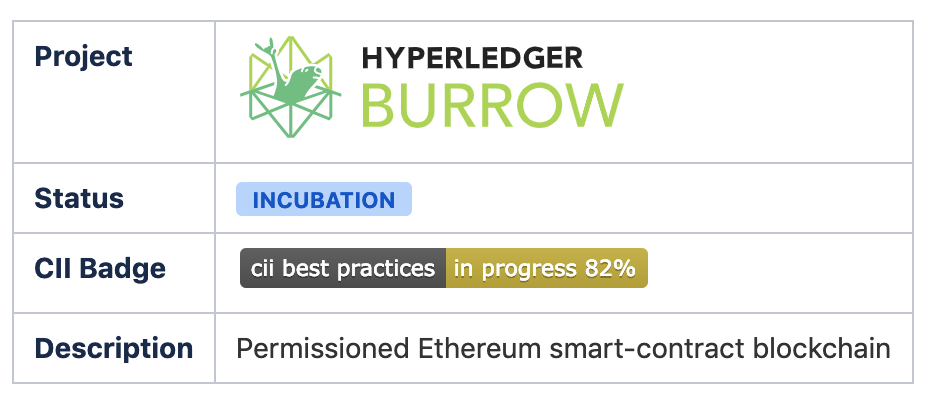 Project
HYPERLEDGER
BURROW
Status
INCUBATION
CII Badge
cii best practices in progress 82%
Description
Permissioned Ethereum smart-contract blockchain